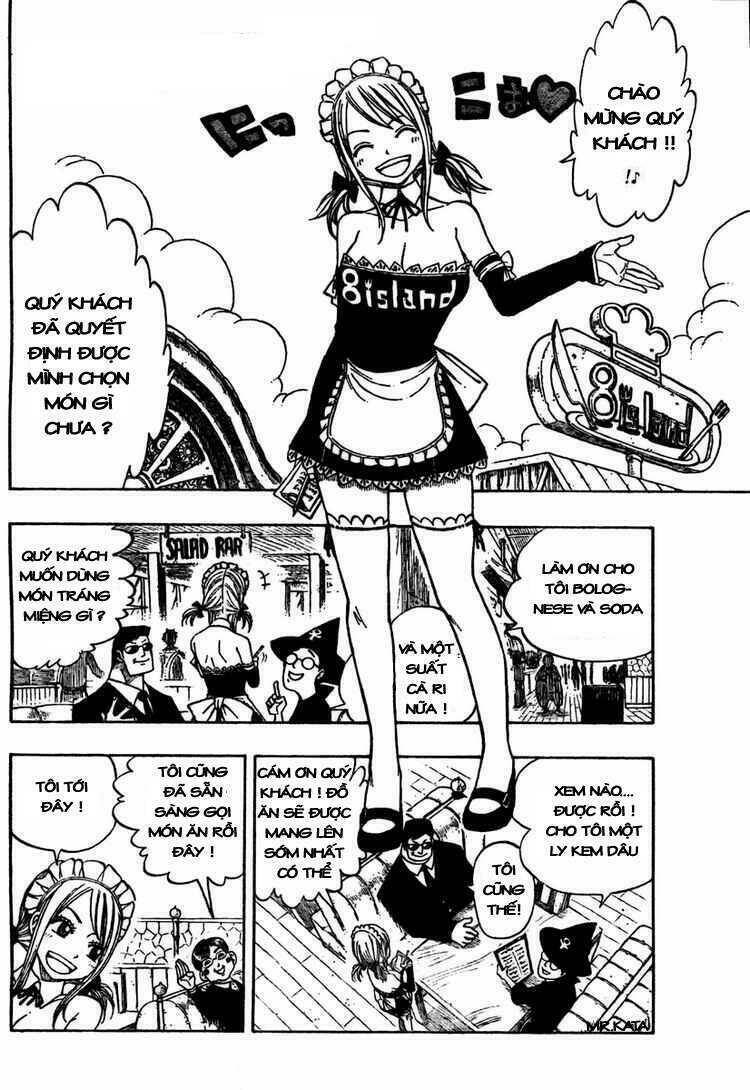 CHÀO
MỪNG QUÝ
KHÁCH !!
!♪
にっ
こぉ♥
QUÝ KHÁCH
ĐÃ QUYẾT
ĐỊNH ĐƯỢC
MÌNH CHỌN
MÓN GÌ
CHƯA ?
8island
8island
QUÝ KHÁCH
MUỐN DÙNG
MÓN TRÁNG
MIỆNG GÌ ?
SALAD BAR
LÀM ƠN CHO
TÔI BOLOG-
NESE VÀ SODA
VÀ MỘT
SUẤT
CÀ RI
NỮA !
TÔI TỚI
ĐÂY !
TÔI CŨNG
ĐÃ SẴN
SÀNG GỌI
MÓN ĂN RỒI
ĐÂY !
CÁM ƠN QUÝ
KHÁCH ! ĐỒ
ĂN SẼ ĐƯỢC
MANG LÊN
SỚM NHẤT
CÓ THỂ
XEM NÀO....
ĐƯỢC RỒI !
CHO TÔI MỘT
LY KEM DÂU
TÔI
CŨNG
THẾ!
MR.KATA